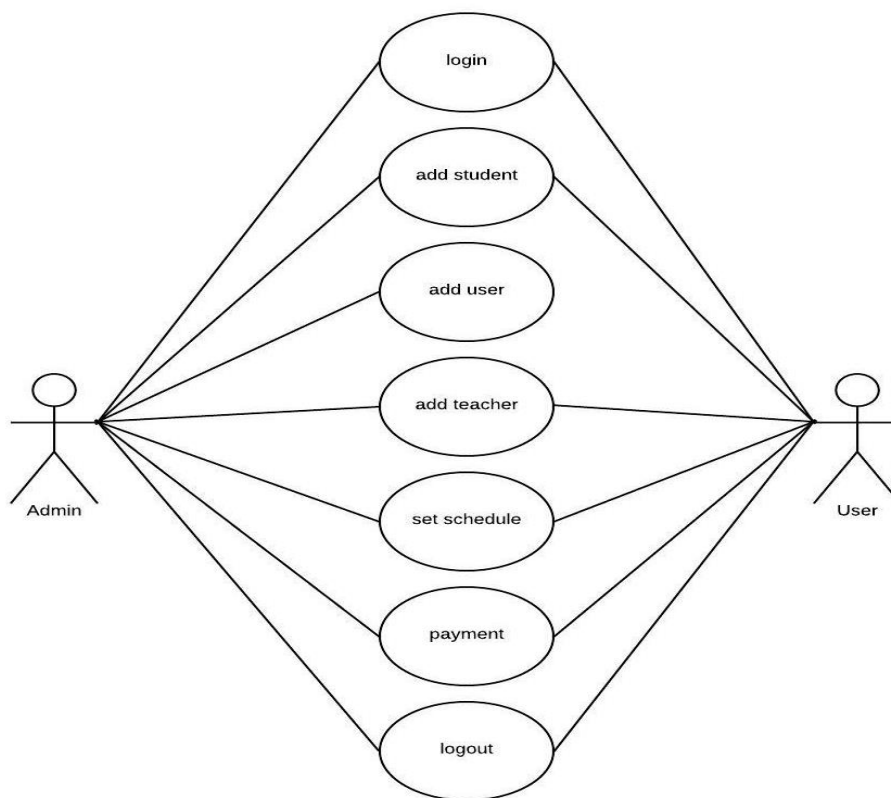 login
add student
add user
add teacher
set schedule
payment
logout
Admin
User